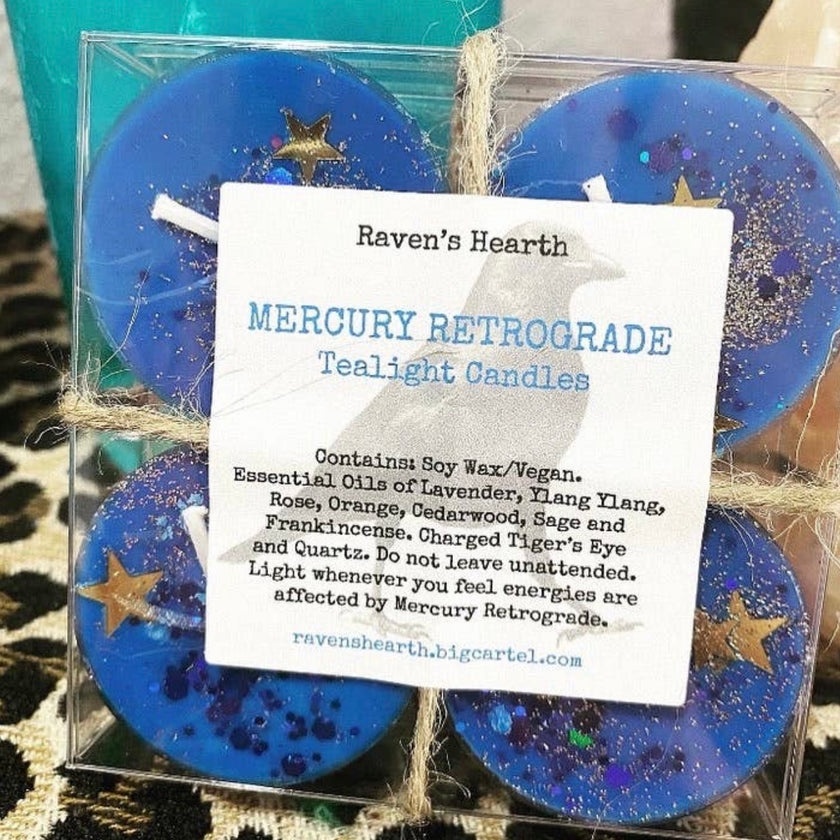 Raven's Hearth
MERCURY RETROGRADE
Tealight Candles
Contains: Soy Wax/Vegan.
Essential Oils of Lavender, Ylang Ylang,
Rose, Orange, Cedarwood, Sage and
Frankincense. Charged Tiger's Eye
and Quartz. Do not leave unattended.
Light whenever you feel energies are
affected by Mercury Retrograde.
ravenshearth.bigcartel.com